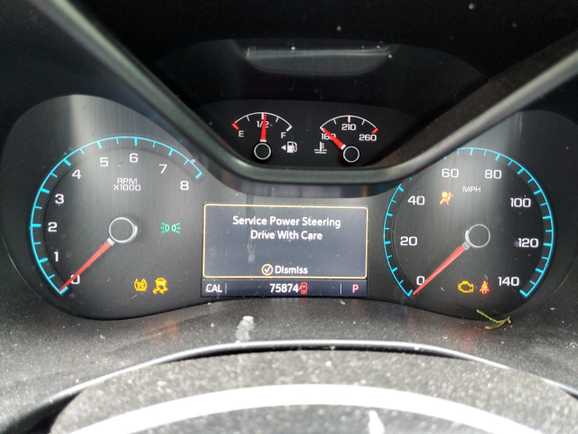 1/2
E F
210
160 260
RPM
X1000
0 1 2 3 4 5 6 7 8
MPH
0 20 40 60 80 100 120 140
Service Power Steering
Drive With Care
Dismiss
CAL 75874 P